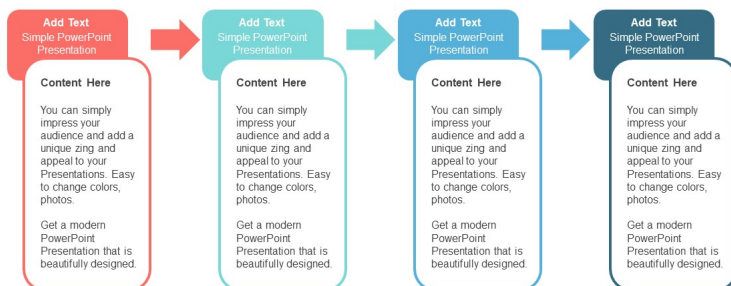 Add Text
Simple PowerPoint
Presentation
Content Here
You can simply
impress your
audience and add a
unique zing and
appeal to your
Presentations. Easy
to change colors,
photos.
Get a modern
PowerPoint
Presentation that is
beautifully designed.
Add Text
Simple PowerPoint
Presentation
Content Here
You can simply
impress your
audience and add a
unique zing and
appeal to your
Presentations. Easy
to change colors,
photos.
Get a modern
PowerPoint
Presentation that is
beautifully designed.
Add Text
Simple PowerPoint
Presentation
Content Here
You can simply
impress your
audience and add a
unique zing and
appeal to your
Presentations. Easy
to change colors,
photos.
Get a modern
PowerPoint
Presentation that is
beautifully designed.
Add Text
Simple PowerPoint
Presentation
Content Here
You can simply
impress your
audience and add a
unique zing and
appeal to your
Presentations. Easy
to change colors,
photos.
Get a modern
PowerPoint
Presentation that is
beautifully designed.